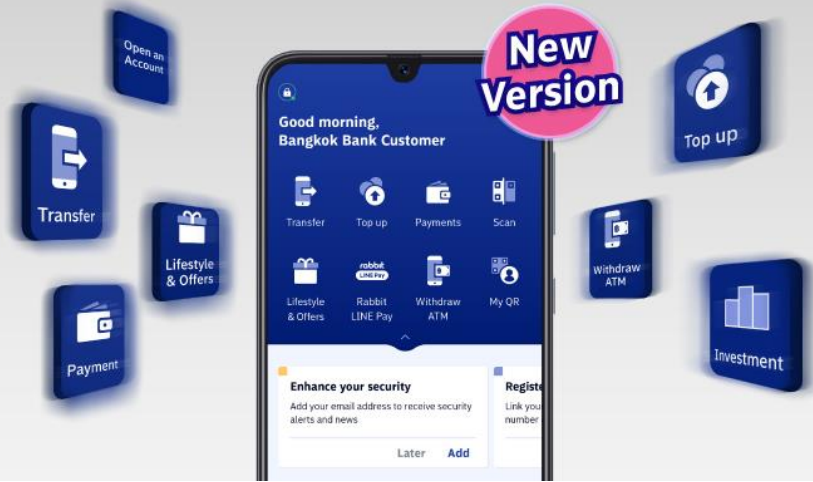 Open an
Account
Transfer
Lifestyle
& Offers
Payment
New
Version
Good morning,
Bangkok Bank Customer
Transfer
Top up
Payments
Scan
Lifestyle
& Offers
rabbit
LINE Pay
Rabbit
LINE Pay
Withdraw
ATM
My QR
Enhance your security
Add your email address to receive security
alerts and news
Later
Add
Registe
Link you
number
Top up
Withdraw
ATM
Investment